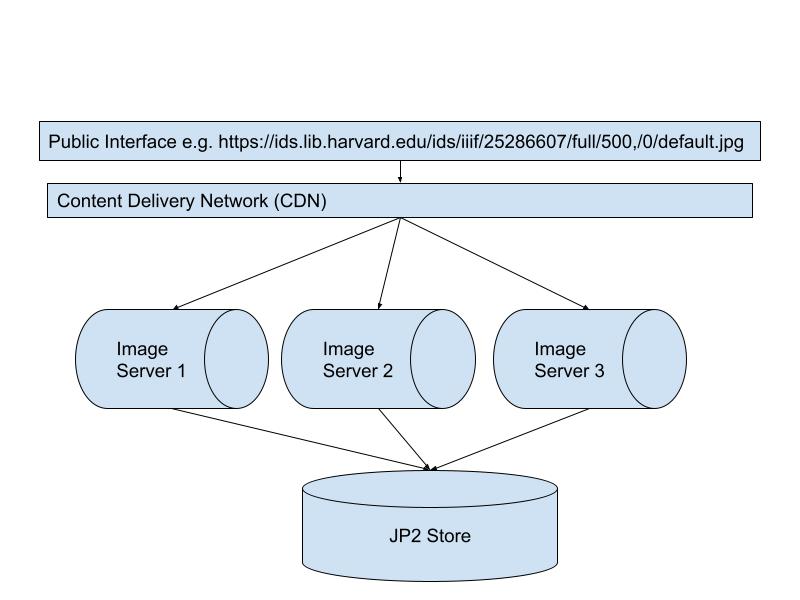 Public Interface e.g. https://ids.lib.harvard.edu/ids/iiif/25286607/full/500,/0/default.jpg
Content Delivery Network (CDN)
Image
Server 1
Image
Server 2
Image
Server 3
JP2 Store